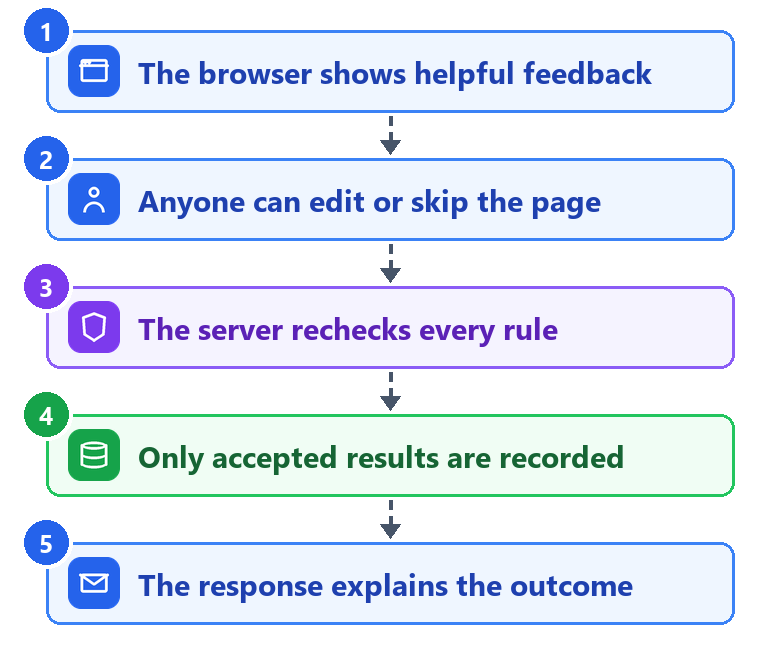 1
The browser shows helpful feedback
2
Anyone can edit or skip the page
3
The server rechecks every rule
4
Only accepted results are recorded
5
The response explains the outcome